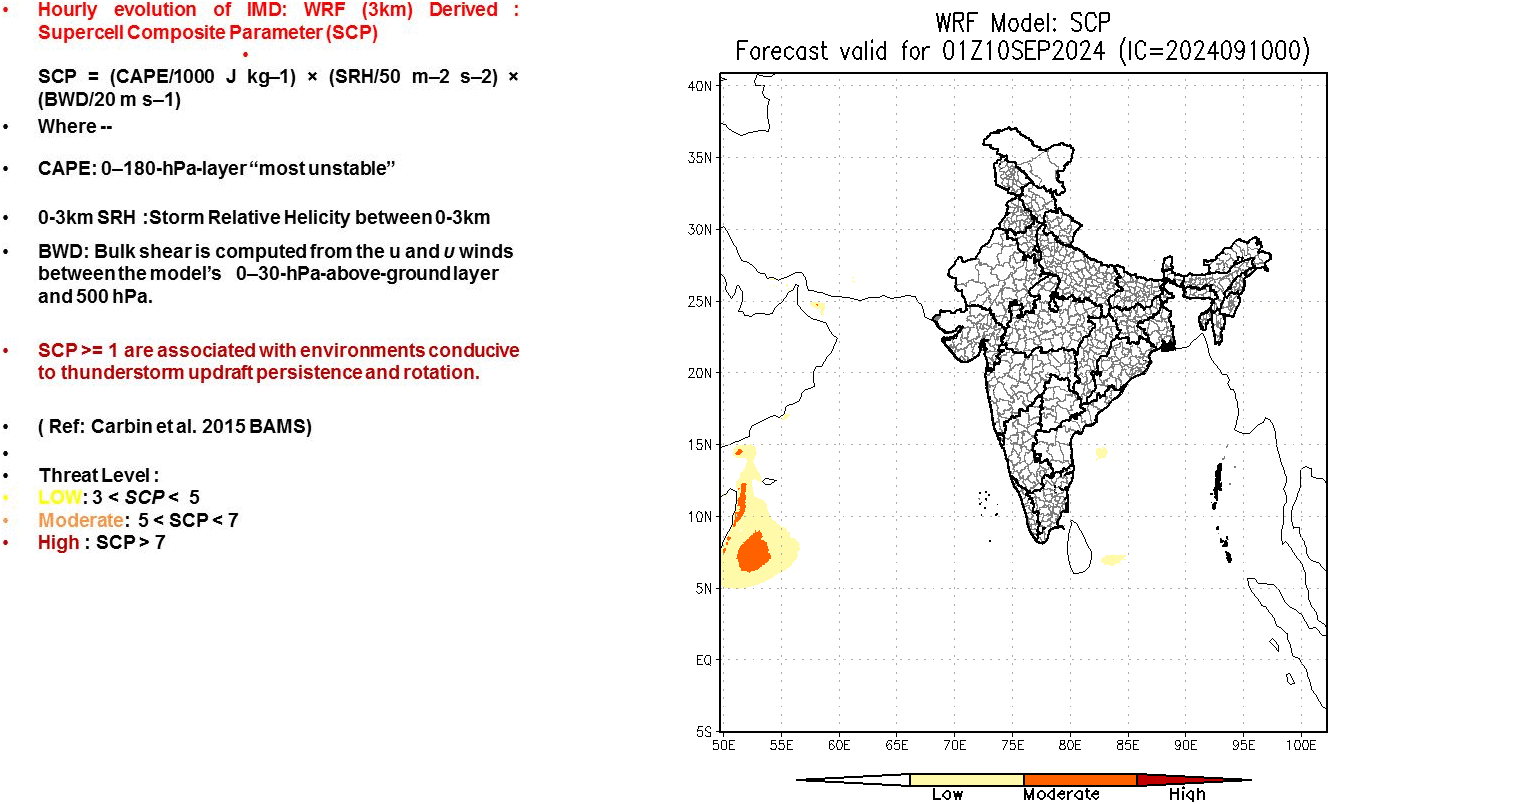 • Hourly evolution of IMD: WRF (3km) Derived :
Supercell Composite Parameter (SCP)
•
SCP = (CAPE/1000 J kg–1) × (SRH/50 m–2 s–2) ×
(BWD/20 m s–1)
• Where --
• CAPE: 0–180-hPa-layer “most unstable”
• 0-3km SRH :Storm Relative Helicity between 0-3km
• BWD: Bulk shear is computed from the u and υ winds
between the model’s 0–30-hPa-above-ground layer
and 500 hPa.
• SCP >= 1 are associated with environments conducive
to thunderstorm updraft persistence and rotation.
• ( Ref: Carbin et al. 2015 BAMS)
•
• Threat Level :
• LOW: 3 < SCP < 5
• Moderate: 5 < SCP < 7
• High : SCP > 7
WRF Model: SCP
Forecast valid for 01Z10SEP2024 (IC=2024091000)
40N
35N
30N
25N
20N
15N
10N
5N
EQ
5S
50E 55E 60E 65E 70E 75E 80E 85E 90E 95E 100E
Low Moderate High